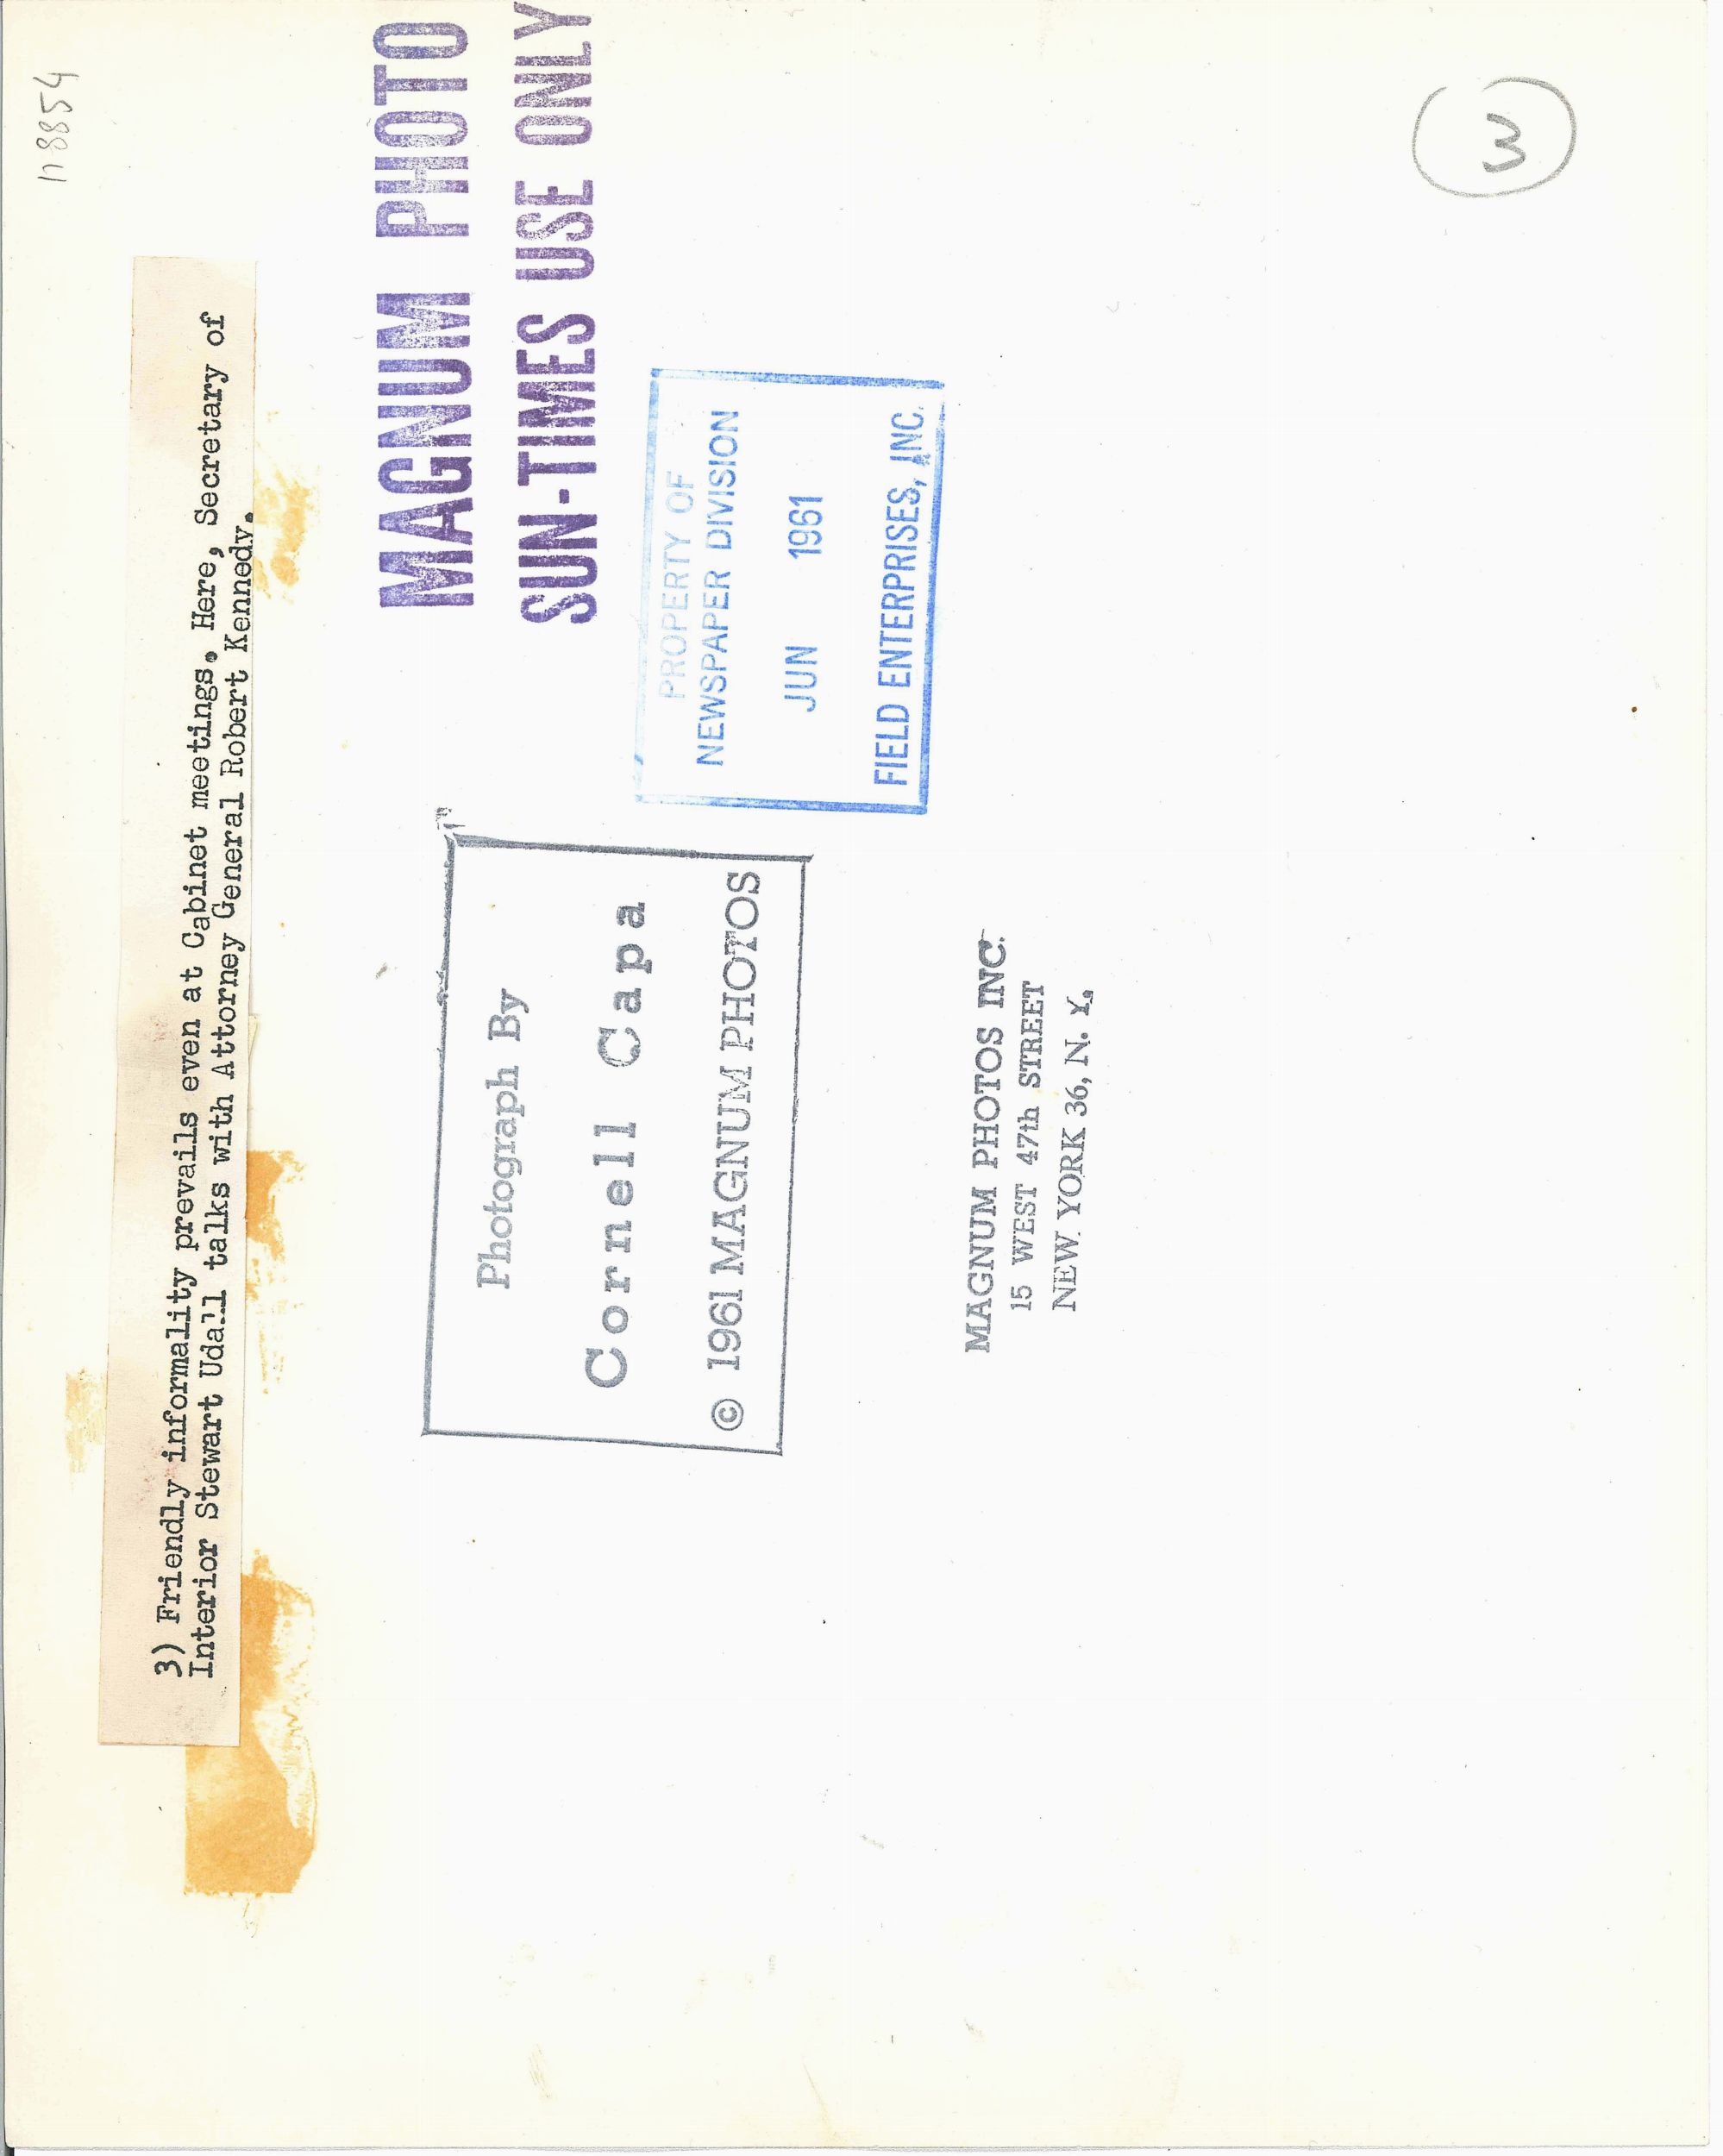 3) Friendly informality prevails even at Cabinet meetings. Here, Secretary of
Interior Stewart Udall talks with Attorney General Robert Kennedy.
MAGNUM PHOTO
SUN-TIMES USE ONLY
PROPERTY OF
NEWSPAPER DIVISION
JUN 1961
FIELD ENTERPRISES, INC.
Photograph By
Cornell Capa
© 1961 MAGNUM PHOTOS
MAGNUM PHOTOS INC.
15 WEST 47th STREET
NEW YORK 36, N. Y.
3